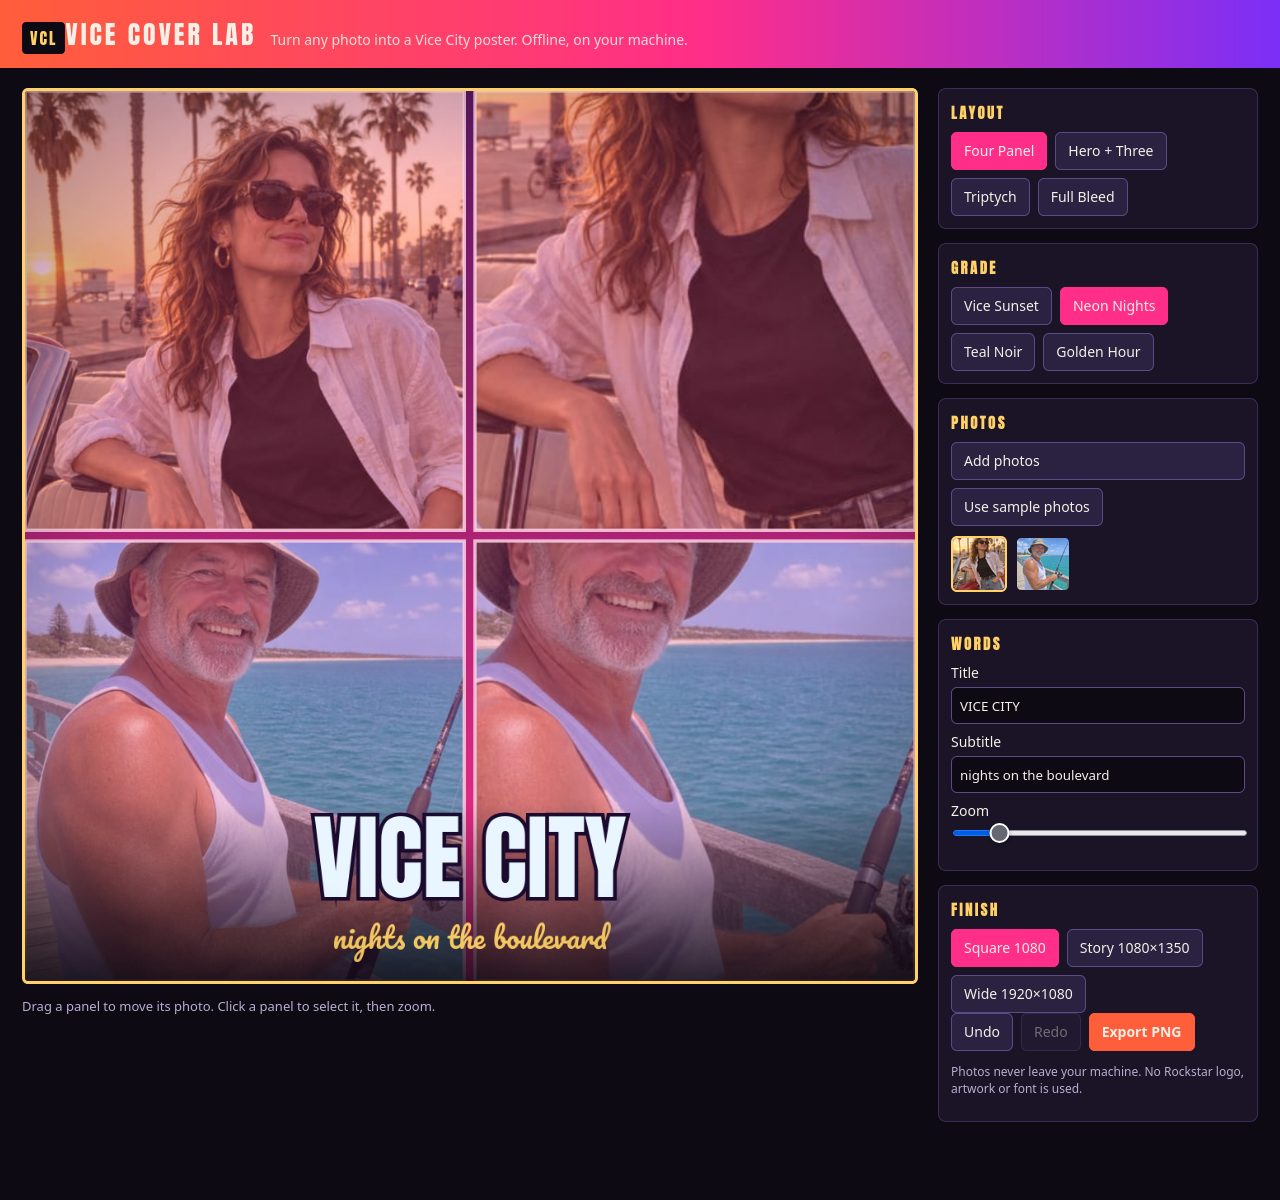 VCL VICE COVER LAB Turn any photo into a Vice City poster. Offline, on your machine.
VICE CITY
nights on the boulevard
Drag a panel to move its photo. Click a panel to select it, then zoom.
LAYOUT
Four Panel Hero + Three
Triptych Full Bleed
GRADE
Vice Sunset Neon Nights
Teal Noir Golden Hour
PHOTOS
Add photos
Use sample photos
WORDS
Title
VICE CITY
Subtitle
nights on the boulevard
Zoom
FINISH
Square 1080 Story 1080×1350
Wide 1920×1080
Undo Redo Export PNG
Photos never leave your machine. No Rockstar logo,
artwork or font is used.